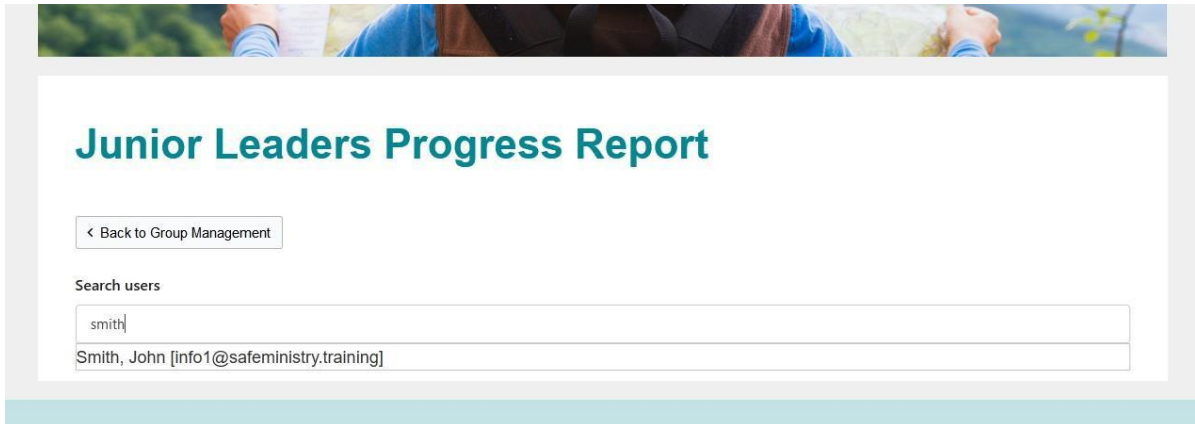 Junior Leaders Progress Report
< Back to Group Management
Search users
smith
Smith, John [info1@safeministry.training]